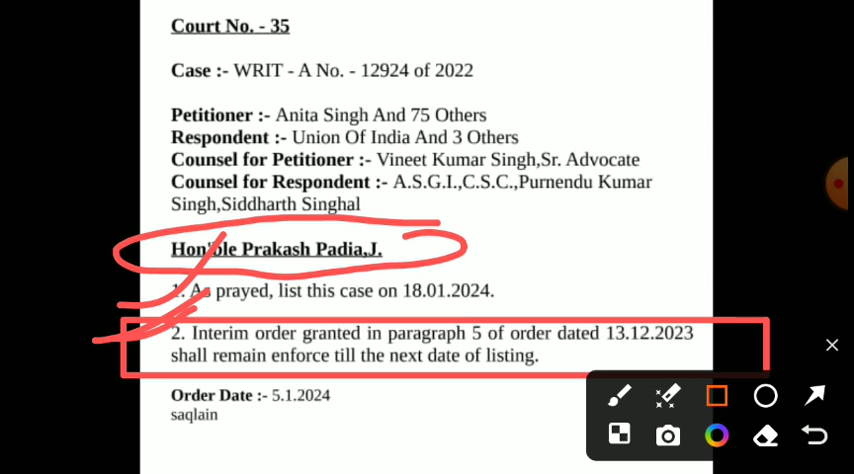 Court No. - 35
Case :- WRIT - A No. - 12924 of 2022
Petitioner :- Anita Singh And 75 Others
Respondent :- Union Of India And 3 Others
Counsel for Petitioner :- Vineet Kumar Singh,Sr. Advocate
Counsel for Respondent :- A.S.G.I.,C.S.C.,Purnendu Kumar
Singh,Siddharth Singhal
Hon'ble Prakash Padia,J.
1. As prayed, list this case on 18.01.2024.
2. Interim order granted in paragraph 5 of order dated 13.12.2023
shall remain enforce till the next date of listing.
Order Date :- 5.1.2024
saqlain